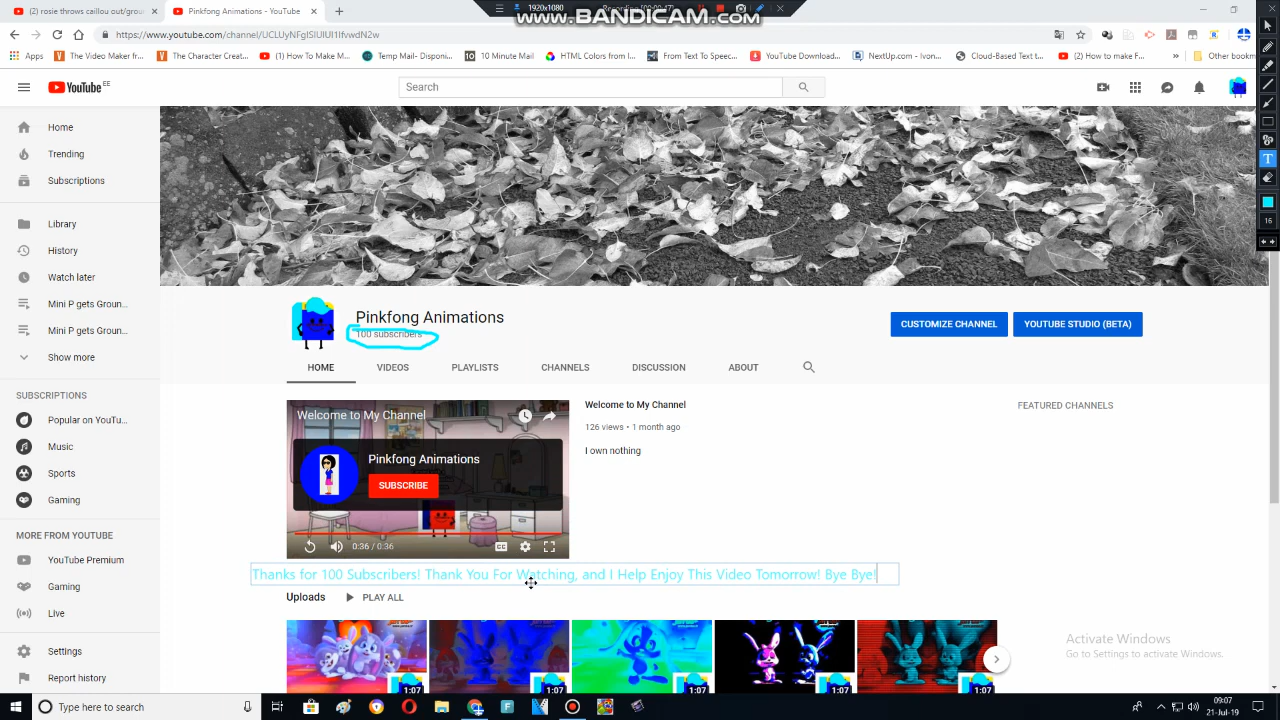 (2) rosie throws caillou out/grou
Pinkfong Animations - YouTube
1920x1080
Recording [00:00:47]
www.BANDICAM.com
https://www.youtube.com/channel/UCLUyNFgISIUIUI1IfvwdN2w
Apps
The Video Maker fr
The Character Creat
(1) How To Make M
Temp Mail- Disponi
10 Minute Mail
HTML Colors from I
From Text To Speec
YouTube Download
NextUp.com - Ivon
Cloud-Based Text t
(2) how to make F
Other bookm
YouTube EE
Search
Home
Trending
Subscriptions
Library
History
Watch later
Mini P gets Groun...
Mini P gets Groun...
Show more
SUBSCRIPTIONS
Popular on YouTu...
Music
Sports
Gaming
MORE FROM YOUTUBE
YouTube Premium
Gaming
Live
Settings
Report history
Pinkfong Animations
100 subscribers
CUSTOMIZE CHANNEL
YOUTUBE STUDIO (BETA)
HOME
VIDEOS
PLAYLISTS
CHANNELS
DISCUSSION
ABOUT
Welcome to My Channel
Pinkfong Animations
SUBSCRIBE
0:36 / 0:36
CC
Welcome to My Channel
126 views • 1 month ago
I own nothing
FEATURED CHANNELS
Thanks for 100 Subscribers! Thank You For Watching, and I Help Enjoy This Video Tomorrow! Bye Bye!
Uploads
PLAY ALL
1:07
1:07
1:07
1:07
1:07
Activate Windows
Go to Settings to activate Windows.
T
16
Type here to search
09:07
21-Jul-19